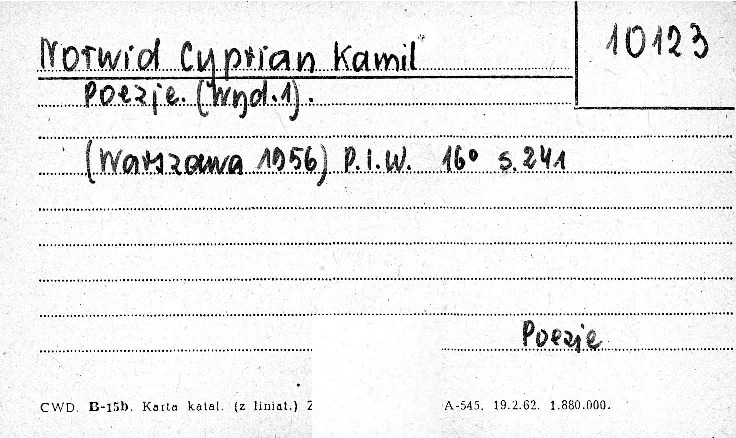 Norwid Cyprian Kamil
10123
Poezje. (Wyd.1).
(Warszawa 1956) P.I.W. 16° s.241
Poezje
CWD. B-15b. Karta katal. (z liniat.) Z
A-545. 19.2.62. 1.880.000.